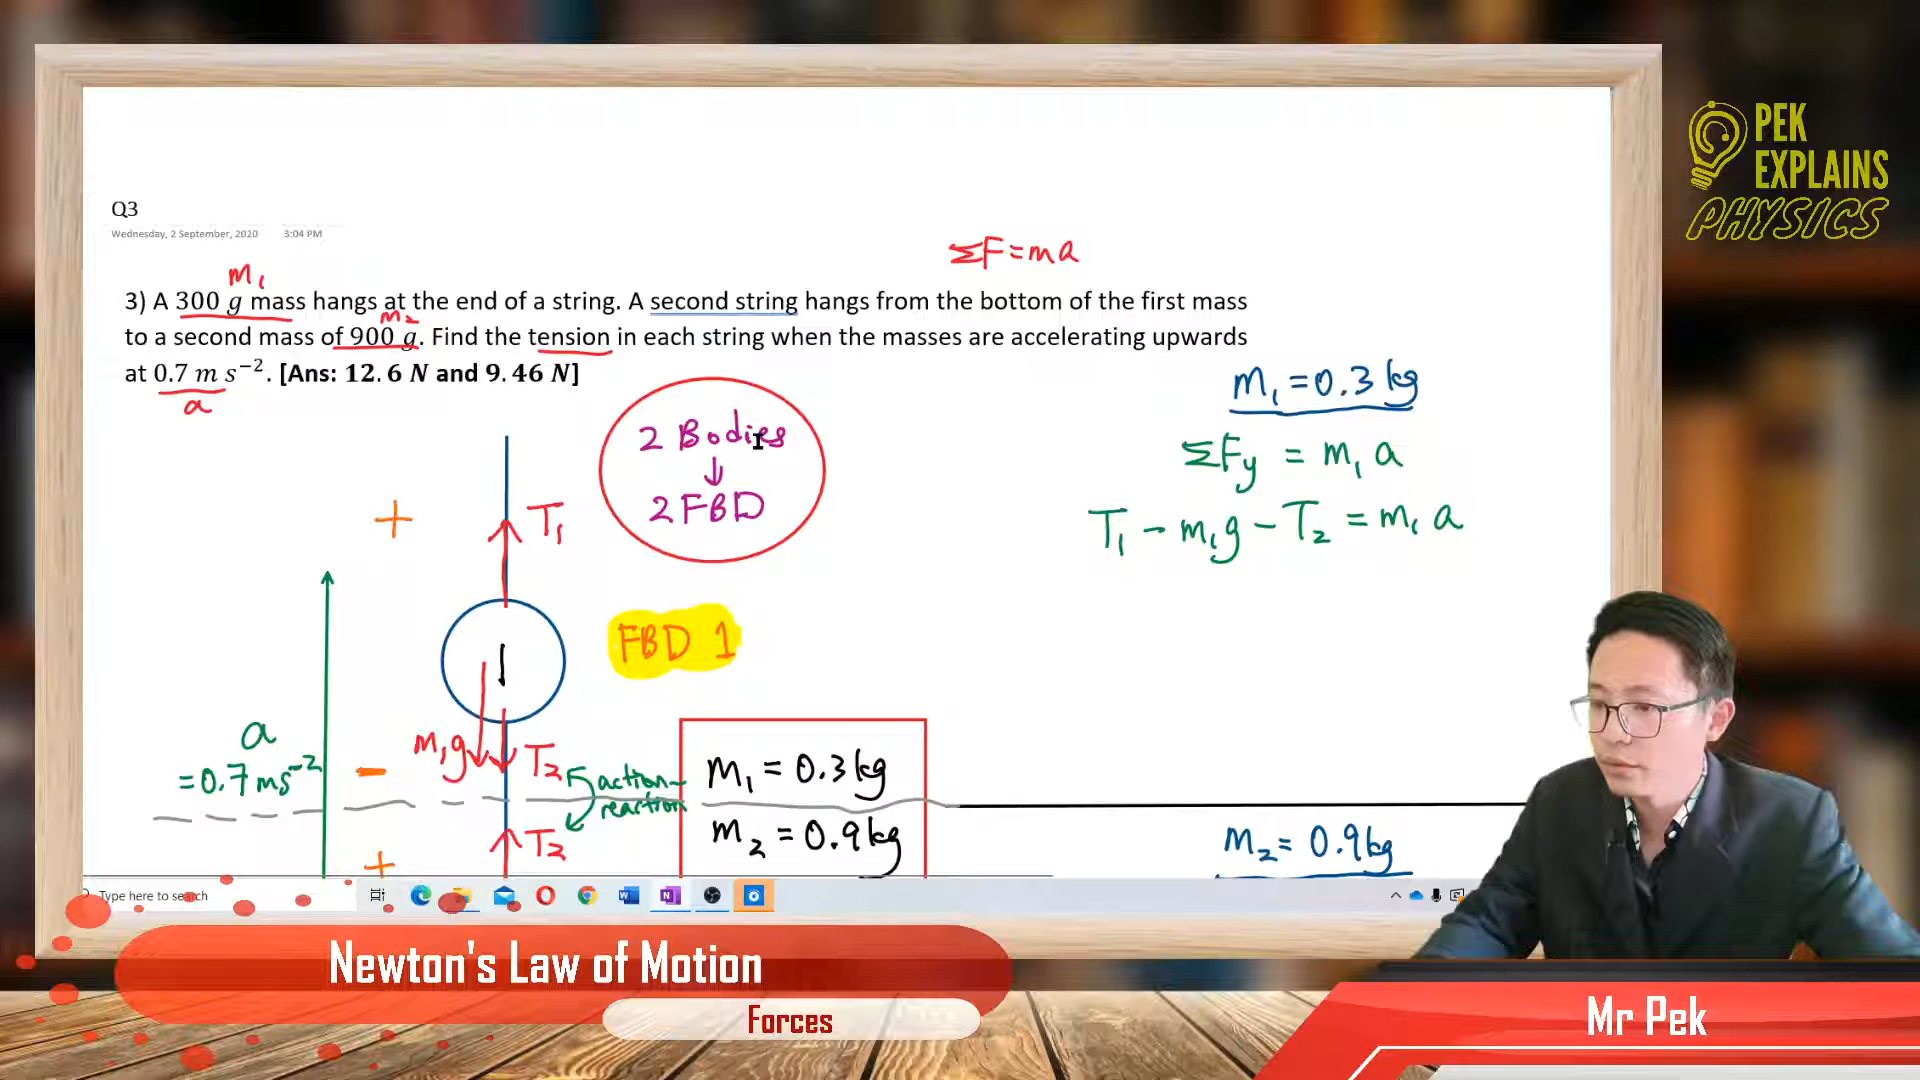 PEK
EXPLAINS
PHYSICS
Q3
Wednesday, 2 September, 2020 3:04 PM
ΣF = ma
m₁
3) A 300 g mass hangs at the end of a string. A second string hangs from the bottom of the first mass
m₂
to a second mass of 900 g. Find the tension in each string when the masses are accelerating upwards
at 0.7 m s⁻². [Ans: 12.6 N and 9.46 N]
a
m₁ = 0.3 kg
2 Bodies
↓
2 FBD
ΣFy = m₁ a
+
T₁
T₁ - m₁g - T₂ = m₁ a
1
FBD 1
a
= 0.7 ms⁻²
-
m₁g
T₂
action-
reaction
m₁ = 0.3 kg
m₂ = 0.9 kg
+
T₂
m₂ = 0.9 kg
Type here to search
Newton's Law of Motion
Forces
Mr Pek